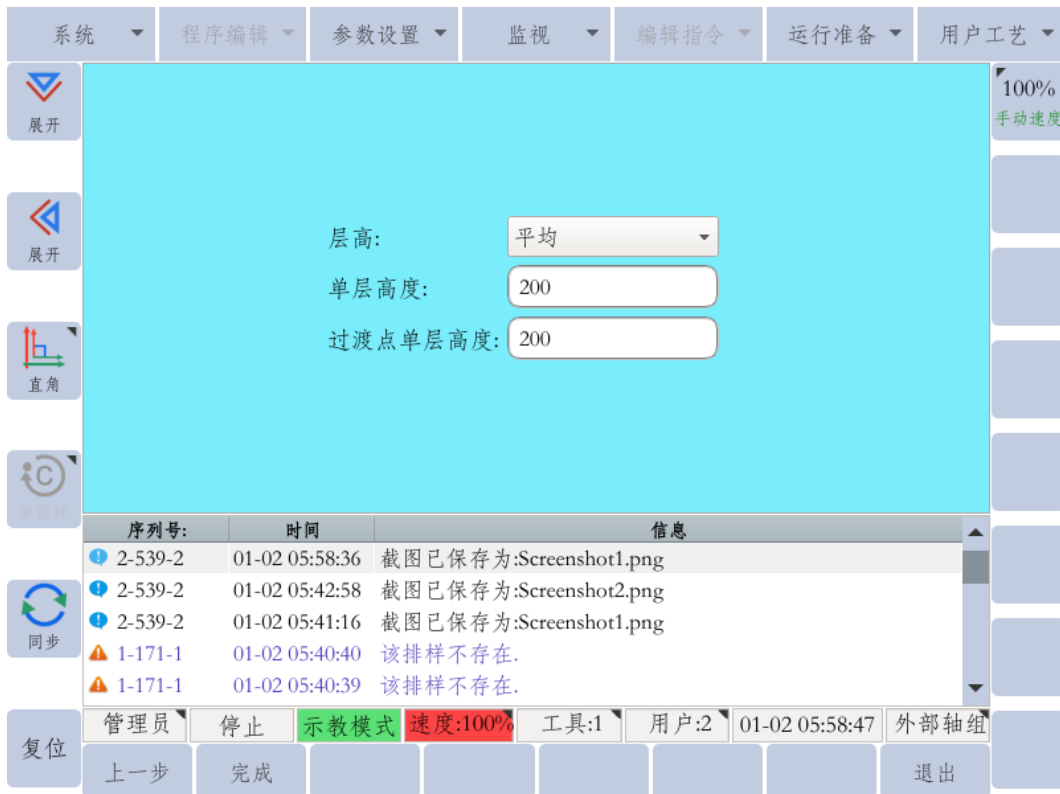 系统 程序编辑 参数设置 监视 编辑指令 运行准备 用户工艺
展开
100%
手动速度
展开
层高: 平均
单层高度: 200
过渡点单层高度: 200
直角
单循环
序列号: 时间 信息
2-539-2 01-02 05:58:36 截图已保存为:Screenshot1.png
2-539-2 01-02 05:42:58 截图已保存为:Screenshot2.png
2-539-2 01-02 05:41:16 截图已保存为:Screenshot1.png
同步
1-171-1 01-02 05:40:40 该排样不存在.
1-171-1 01-02 05:40:39 该排样不存在.
管理员 停止 示教模式 速度:100% 工具:1 用户:2 01-02 05:58:47 外部轴组
复位
上一步 完成 退出